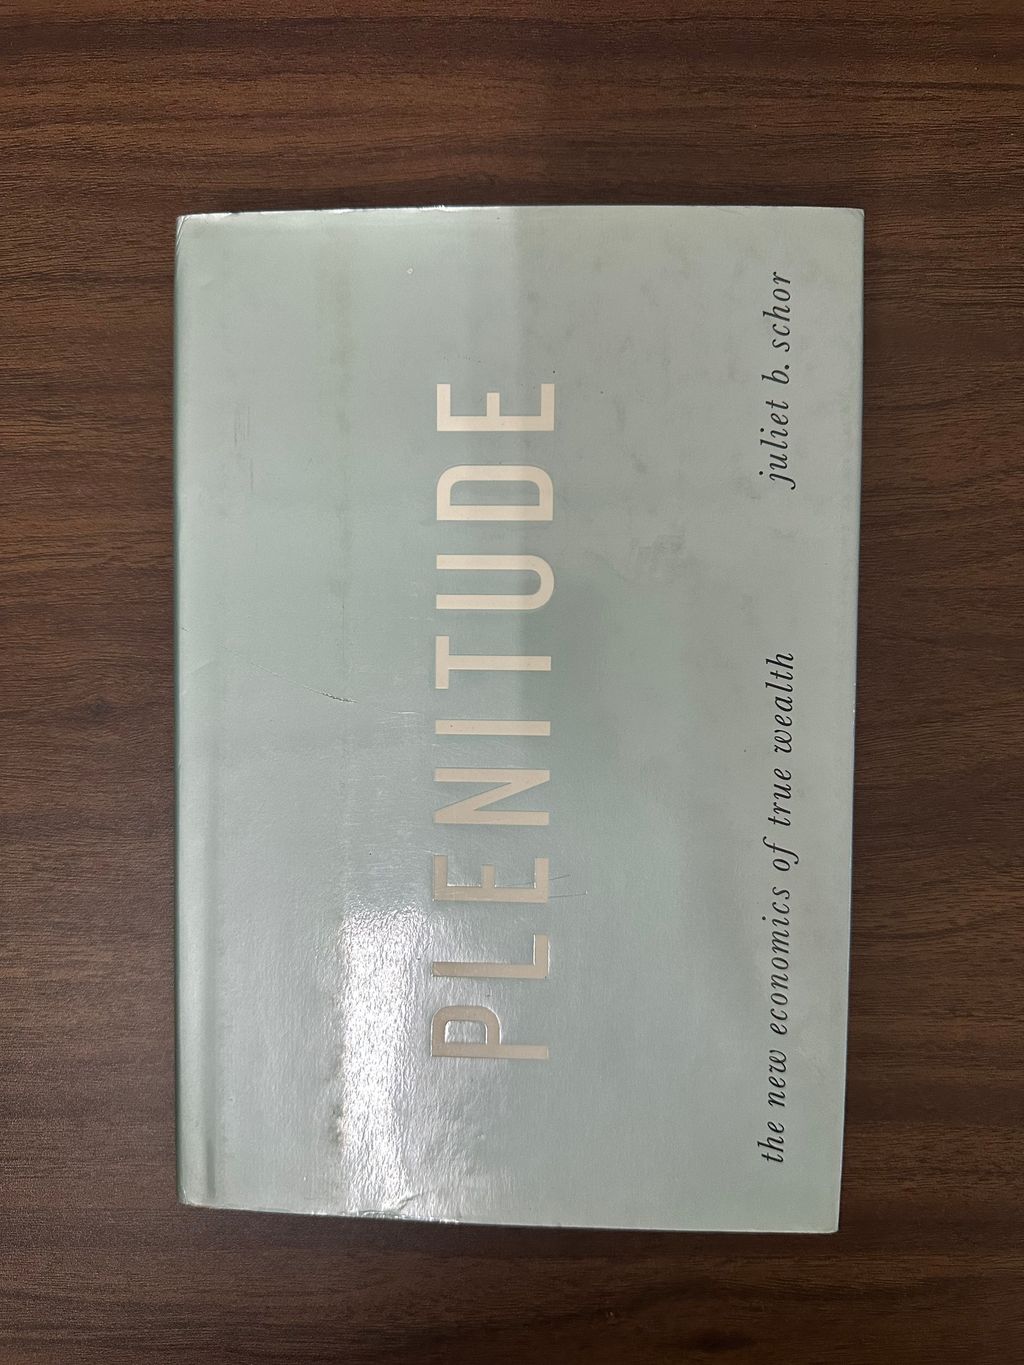 PLENITUDE
the new economics of true wealth
juliet b. schor